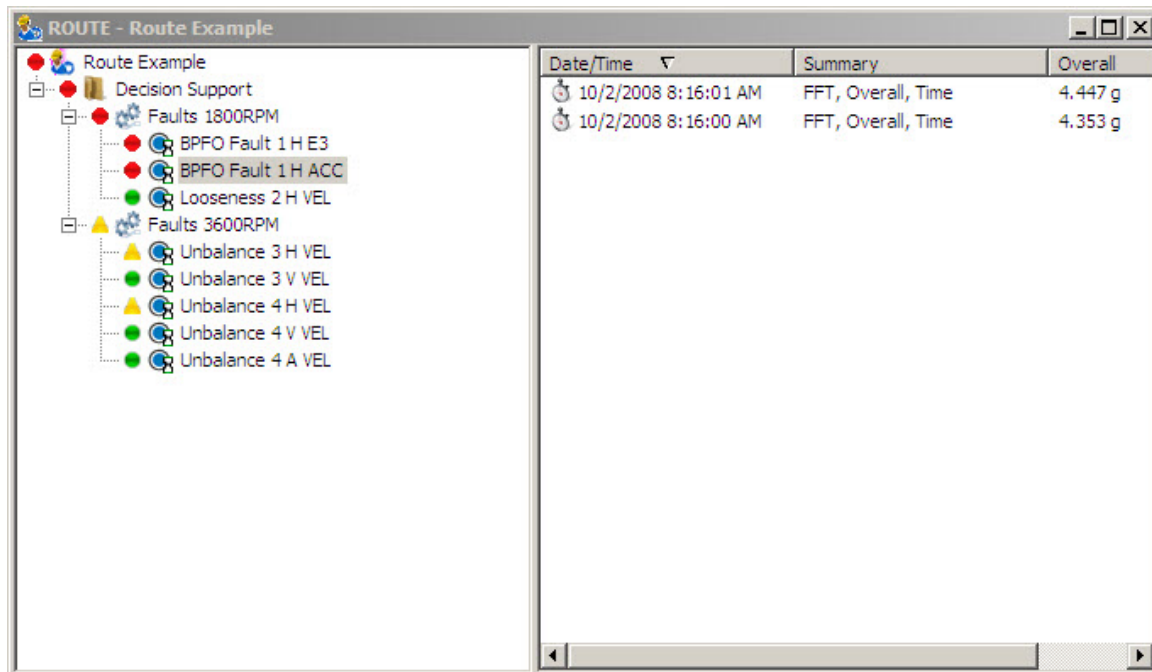 ROUTE - Route Example
Route Example
Decision Support
Faults 1800RPM
BPFO Fault 1 H E3
BPFO Fault 1 H ACC
Looseness 2 H VEL
Faults 3600RPM
Unbalance 3 H VEL
Unbalance 3 V VEL
Unbalance 4 H VEL
Unbalance 4 V VEL
Unbalance 4 A VEL
Date/Time Summary Overall
10/2/2008 8:16:01 AM FFT, Overall, Time 4.447 g
10/2/2008 8:16:00 AM FFT, Overall, Time 4.353 g